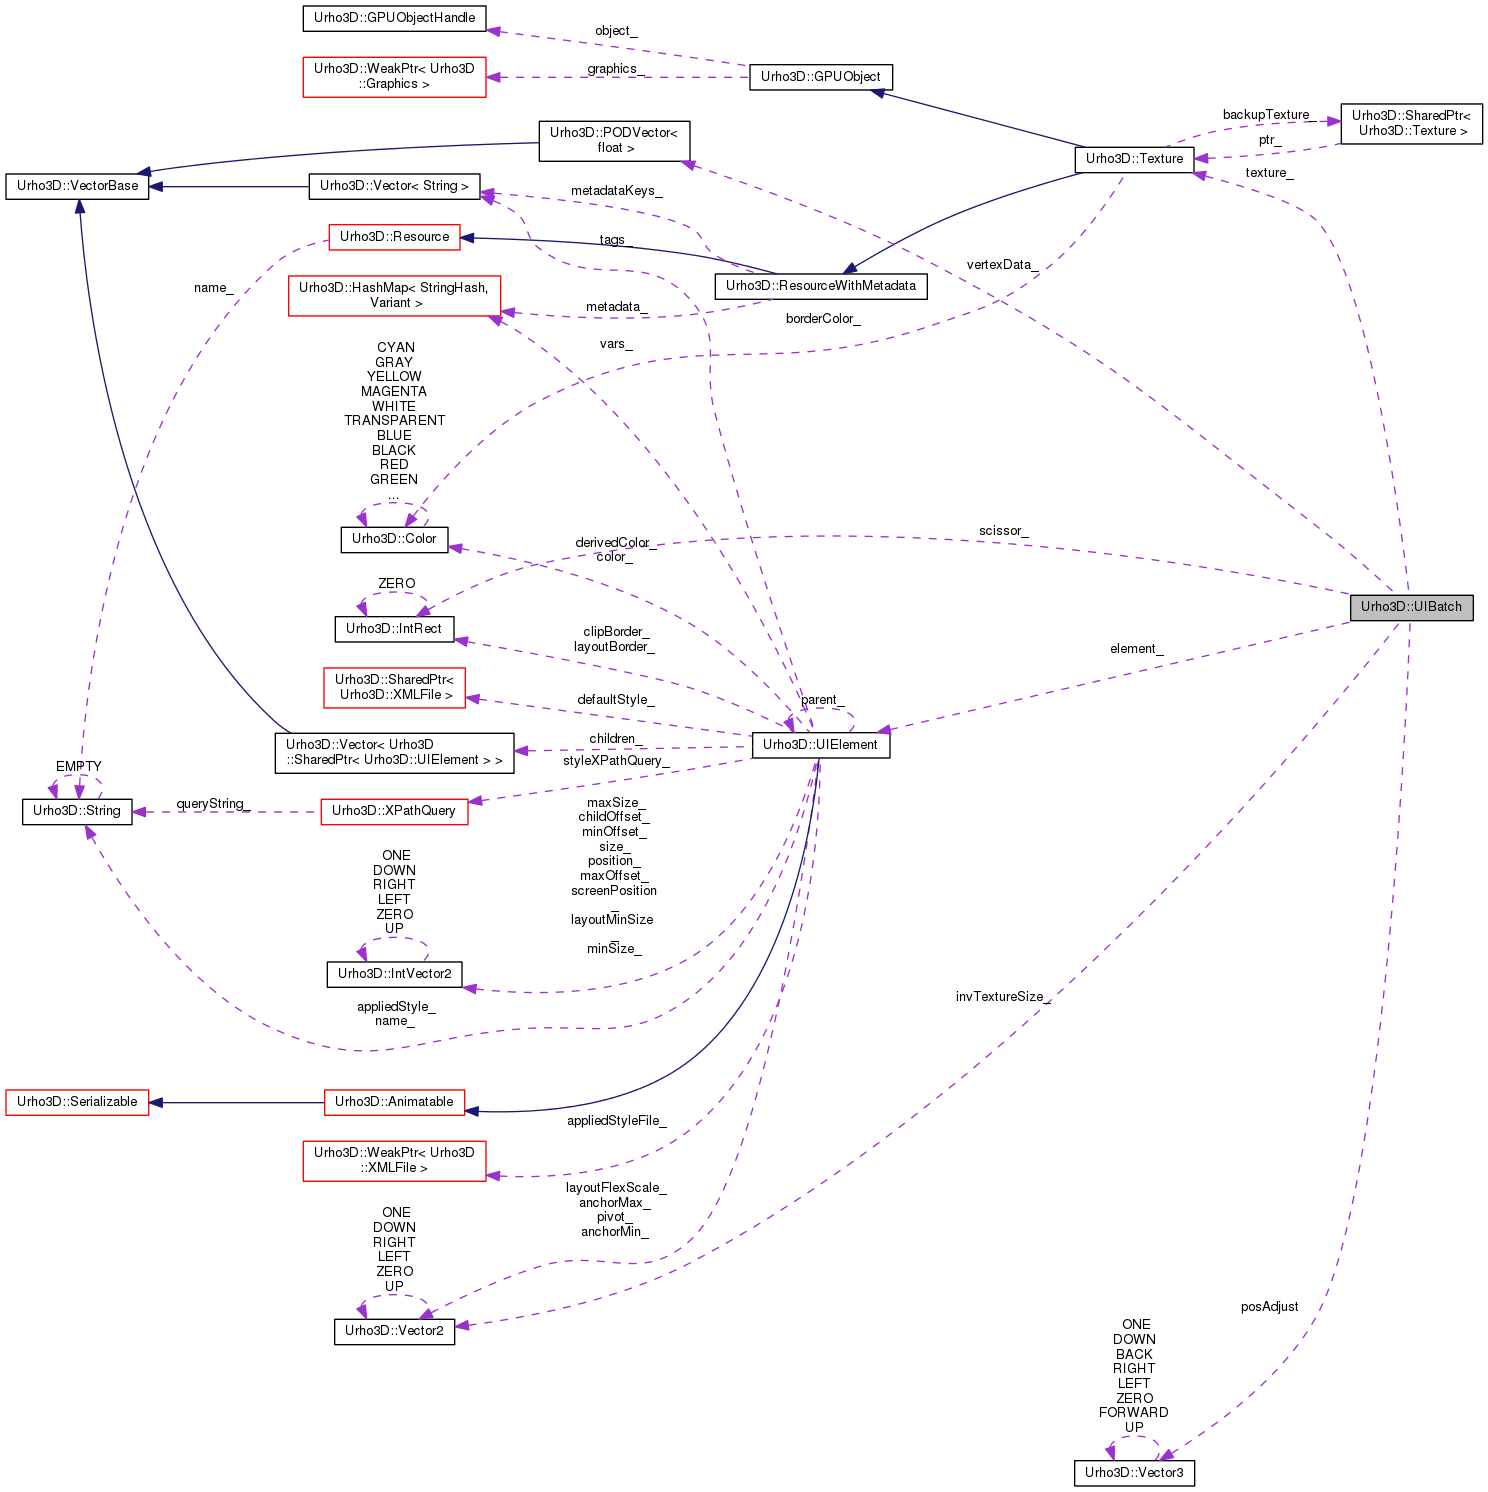 Urho3D::GPUObjectHandle
object_
Urho3D::WeakPtr< Urho3D
::Graphics >
graphics_
Urho3D::GPUObject
Urho3D::PODVector<
float >
backupTexture_
Urho3D::SharedPtr<
Urho3D::Texture >
ptr_
Urho3D::Texture
texture_
Urho3D::VectorBase
Urho3D::Vector< String >
metadataKeys_
Urho3D::Resource
tags_
vertexData_
name_
Urho3D::HashMap< StringHash,
Variant >
Urho3D::ResourceWithMetadata
metadata_
borderColor_
vars_
CYAN
GRAY
YELLOW
MAGENTA
WHITE
TRANSPARENT
BLUE
BLACK
RED
GREEN
...
Urho3D::Color
derivedColor_
color_
scissor_
ZERO
Urho3D::IntRect
clipBorder_
layoutBorder_
Urho3D::UIBatch
element_
Urho3D::SharedPtr<
Urho3D::XMLFile >
defaultStyle_
parent_
Urho3D::Vector< Urho3D
::SharedPtr< Urho3D::UIElement > >
children_
Urho3D::UIElement
styleXPathQuery_
EMPTY
Urho3D::String
queryString_
Urho3D::XPathQuery
maxSize_
childOffset_
minOffset_
size_
position_
maxOffset_
screenPosition
_
layoutMinSize
_
minSize_
ONE
DOWN
RIGHT
LEFT
ZERO
UP
Urho3D::IntVector2
invTextureSize_
appliedStyle_
name_
Urho3D::Serializable
Urho3D::Animatable
appliedStyleFile_
Urho3D::WeakPtr< Urho3D
::XMLFile >
layoutFlexScale_
anchorMax_
pivot_
anchorMin_
ONE
DOWN
RIGHT
LEFT
ZERO
UP
Urho3D::Vector2
posAdjust
ONE
DOWN
BACK
RIGHT
LEFT
ZERO
FORWARD
UP
Urho3D::Vector3